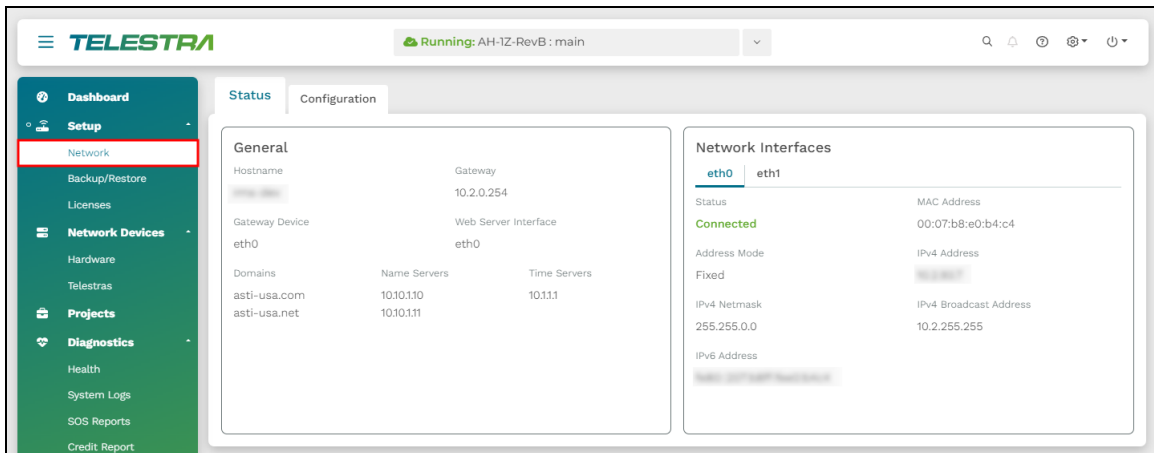 TELESTRA
Running: AH-1Z-RevB : main
Dashboard
Setup
Network
Backup/Restore
Licenses
Network Devices
Hardware
Telestras
Projects
Diagnostics
Health
System Logs
SOS Reports
Credit Report
Status Configuration
General
Hostname Gateway
10.2.0.254
Gateway Device Web Server Interface
eth0 eth0
Domains Name Servers Time Servers
asti-usa.com 10.10.1.10 10.1.1.1
asti-usa.net 10.10.1.11
Network Interfaces
eth0 eth1
Status MAC Address
Connected 00:07:b8:e0:b4:c4
Address Mode IPv4 Address
Fixed
IPv4 Netmask IPv4 Broadcast Address
255.255.0.0 10.2.255.255
IPv6 Address